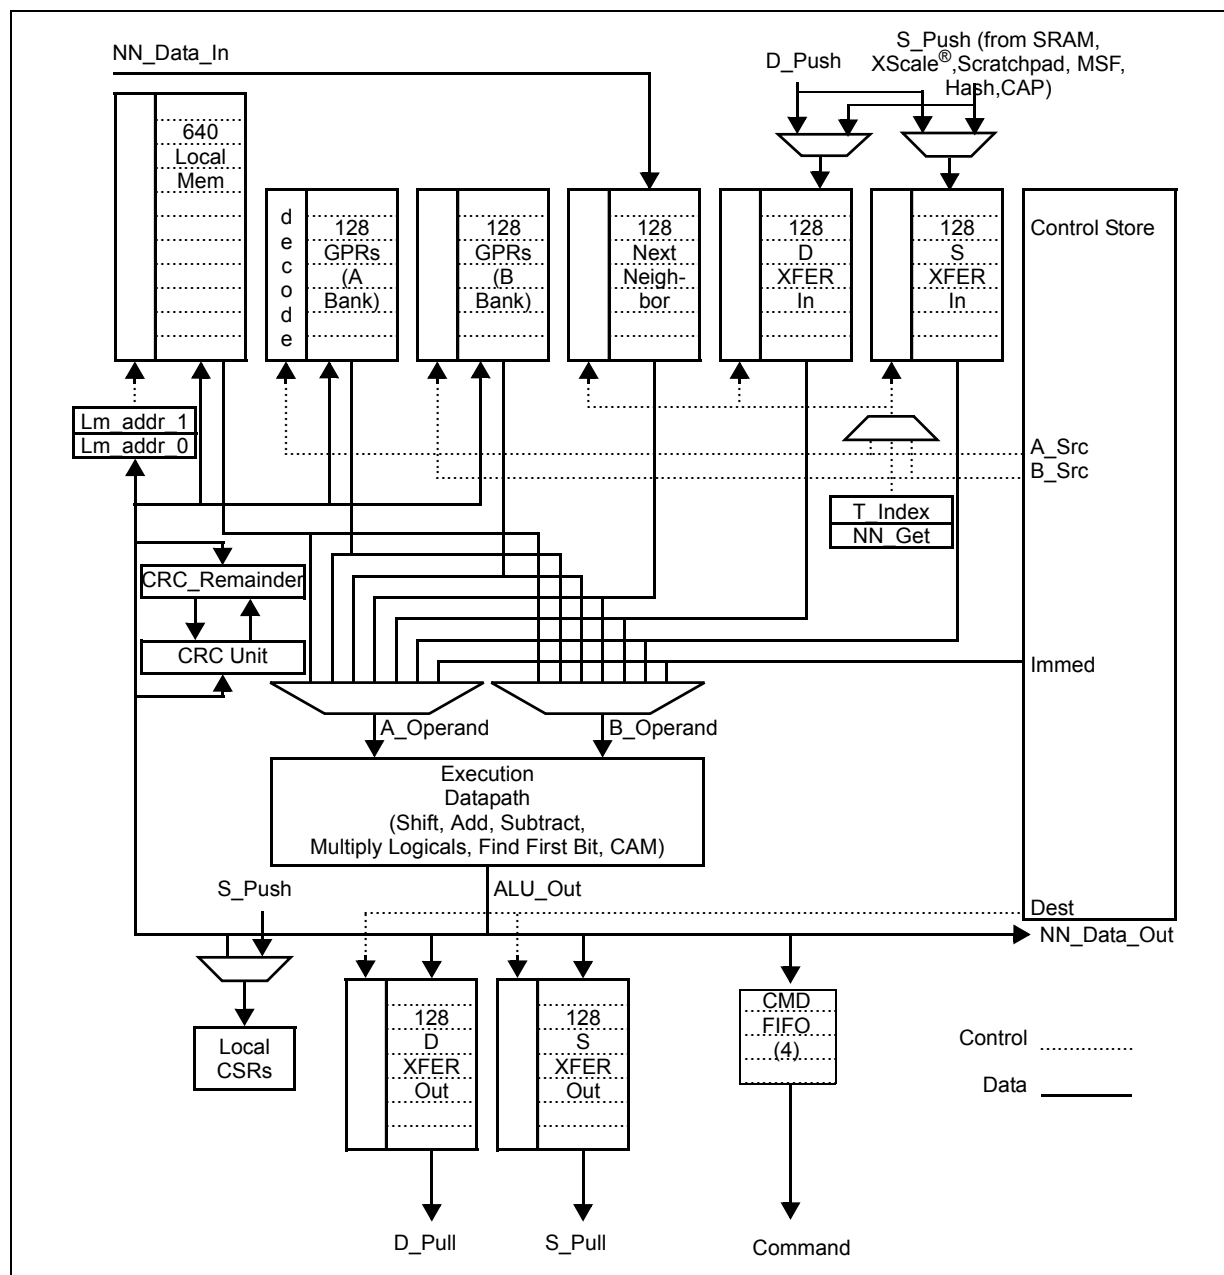 NN_Data_In
D_Push
S_Push (from SRAM,
XScale®,Scratchpad, MSF,
Hash,CAP)
640
Local
Mem
decode
128
GPRs
(A
Bank)
128
GPRs
(B
Bank)
128
Next
Neigh-
bor
128
D
XFER
In
128
S
XFER
In
Control Store
Lm_addr_1
Lm_addr_0
A_Src
B_Src
T_Index
NN_Get
CRC_Remainder
CRC Unit
Immed
A_Operand
B_Operand
Execution
Datapath
(Shift, Add, Subtract,
Multiply Logicals, Find First Bit, CAM)
S_Push
ALU_Out
Dest
NN_Data_Out
Local
CSRs
128
D
XFER
Out
128
S
XFER
Out
CMD
FIFO
(4)
Control
Data
D_Pull
S_Pull
Command